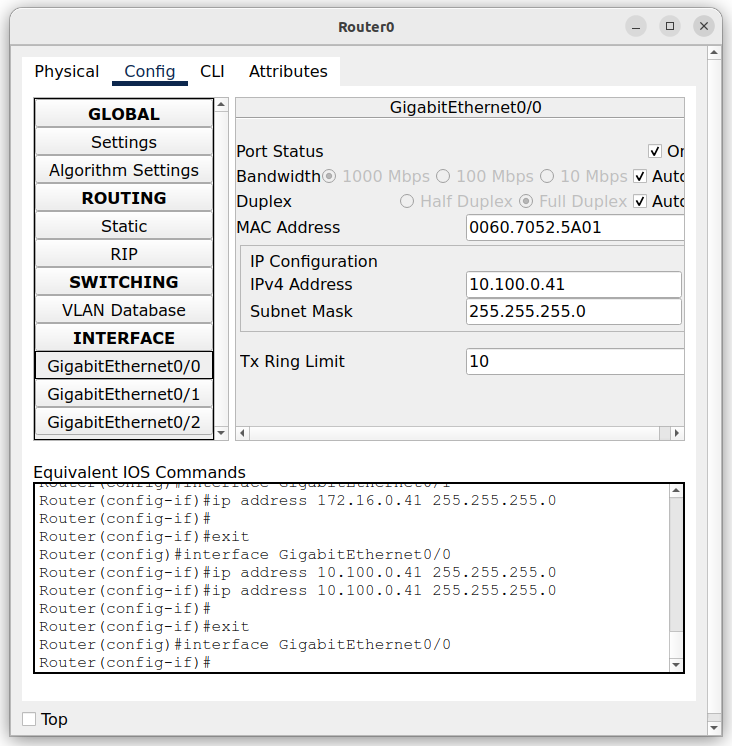 Router0
Physical Config CLI Attributes
GLOBAL
Settings
Algorithm Settings
ROUTING
Static
RIP
SWITCHING
VLAN Database
INTERFACE
GigabitEthernet0/0
GigabitEthernet0/1
GigabitEthernet0/2
GigabitEthernet0/0
Port Status On
Bandwidth 1000 Mbps 100 Mbps 10 Mbps Auto
Duplex Half Duplex Full Duplex Auto
MAC Address 0060.7052.5A01
IP Configuration
IPv4 Address 10.100.0.41
Subnet Mask 255.255.255.0
Tx Ring Limit 10
Equivalent IOS Commands
Router(config)#interface GigabitEthernet0/1
Router(config-if)#ip address 172.16.0.41 255.255.255.0
Router(config-if)#
Router(config-if)#exit
Router(config)#interface GigabitEthernet0/0
Router(config-if)#ip address 10.100.0.41 255.255.255.0
Router(config-if)#ip address 10.100.0.41 255.255.255.0
Router(config-if)#
Router(config-if)#exit
Router(config)#interface GigabitEthernet0/0
Router(config-if)#
Top